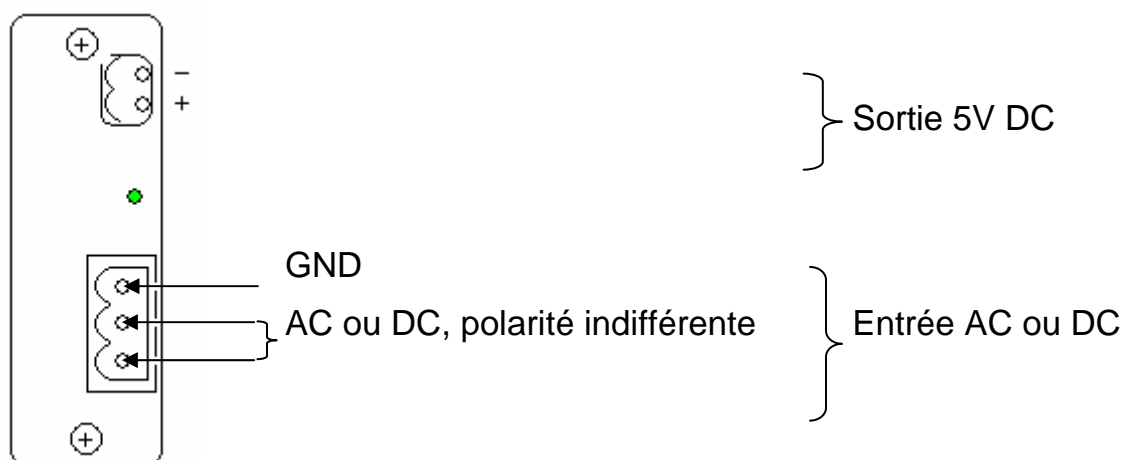 −
+
Sortie 5V DC
GND
AC ou DC, polarité indifférente
Entrée AC ou DC